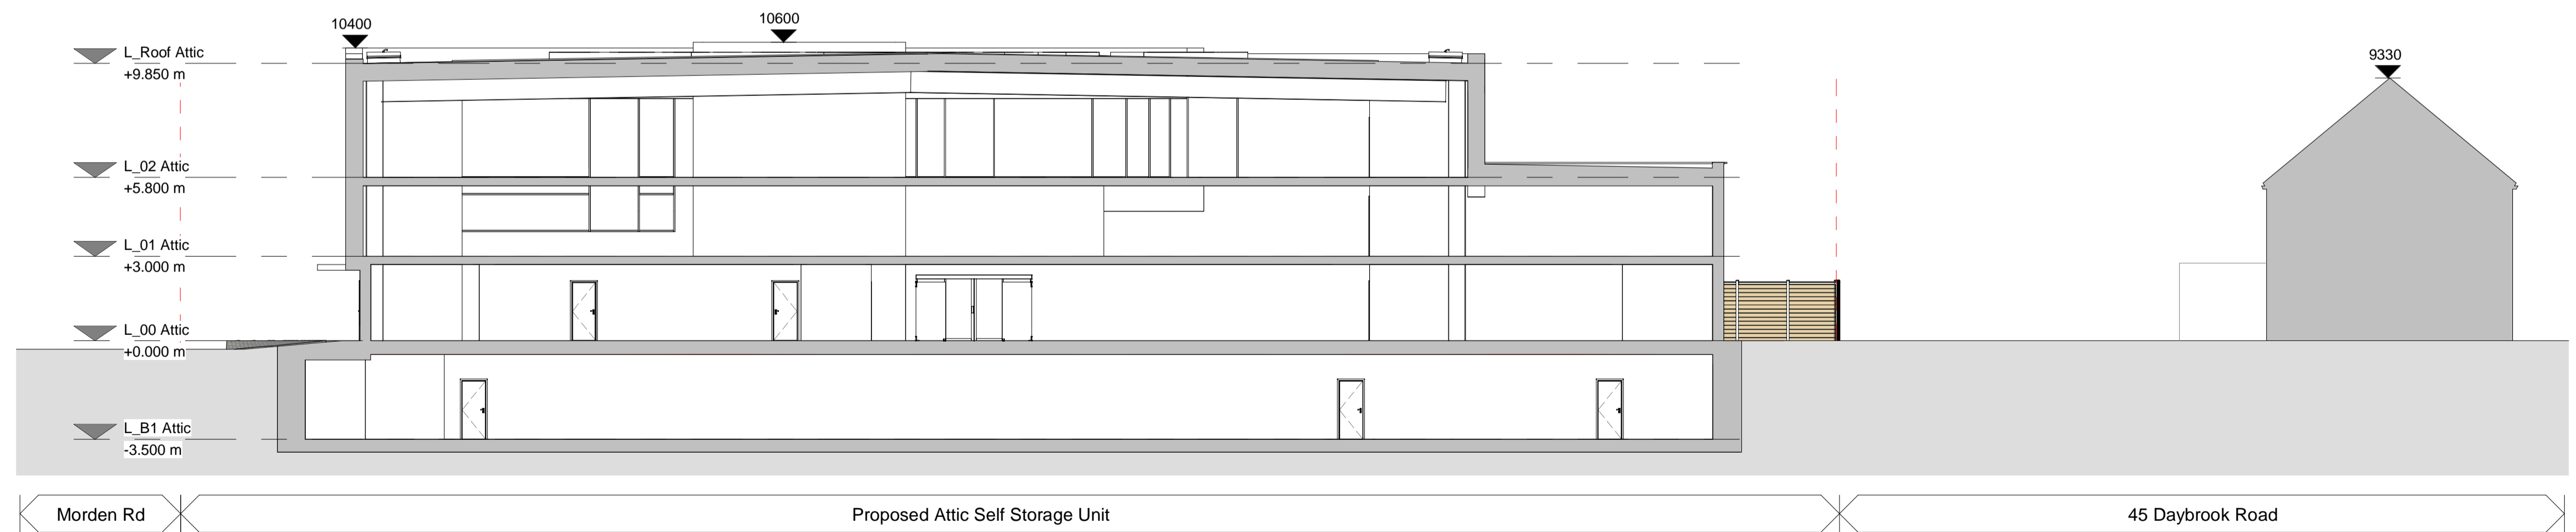 10400
10600
L_Roof Attic
+9.850 m
9330
L_02 Attic
+5.800 m
L_01 Attic
+3.000 m
L_00 Attic
+0.000 m
L_B1 Attic
-3.500 m
Morden Rd
Proposed Attic Self Storage Unit
45 Daybrook Road